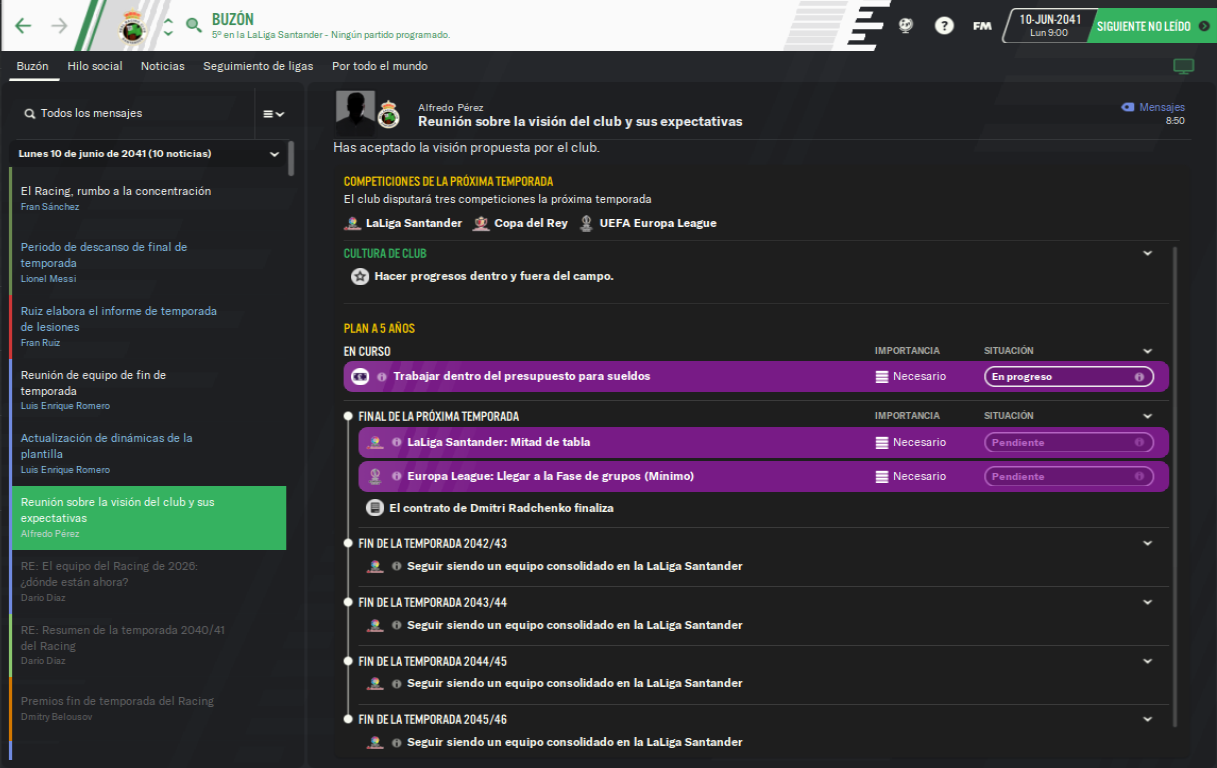 BUZÓN
5º en la LaLiga Santander - Ningún partido programado.
?
FM
10-JUN-2041
Lun 9:00
SIGUIENTE NO LEÍDO
Buzón
Hilo social
Noticias
Seguimiento de ligas
Por todo el mundo
Todos los mensajes
Lunes 10 de junio de 2041 (10 noticias)
El Racing, rumbo a la concentración
Fran Sánchez
Periodo de descanso de final de
temporada
Lionel Messi
Ruiz elabora el informe de temporada
de lesiones
Fran Ruiz
Reunión de equipo de fin de
temporada
Luis Enrique Romero
Actualización de dinámicas de la
plantilla
Luis Enrique Romero
Reunión sobre la visión del club y sus
expectativas
Alfredo Pérez
RE: El equipo del Racing de 2026:
¿dónde están ahora?
Darío Díaz
RE: Resumen de la temporada 2040/41
del Racing
Darío Díaz
Premios fin de temporada del Racing
Dmitry Belousov
Alfredo Pérez
Reunión sobre la visión del club y sus expectativas
Mensajes
8:50
Has aceptado la visión propuesta por el club.
COMPETICIONES DE LA PRÓXIMA TEMPORADA
El club disputará tres competiciones la próxima temporada
LaLiga Santander
Copa del Rey
UEFA Europa League
CULTURA DE CLUB
Hacer progresos dentro y fuera del campo.
PLAN A 5 AÑOS
EN CURSO
IMPORTANCIA
SITUACIÓN
Trabajar dentro del presupuesto para sueldos
Necesario
En progreso
FINAL DE LA PRÓXIMA TEMPORADA
IMPORTANCIA
SITUACIÓN
LaLiga Santander: Mitad de tabla
Necesario
Pendiente
Europa League: Llegar a la Fase de grupos (Mínimo)
Necesario
Pendiente
El contrato de Dmitri Radchenko finaliza
FIN DE LA TEMPORADA 2042/43
Seguir siendo un equipo consolidado en la LaLiga Santander
FIN DE LA TEMPORADA 2043/44
Seguir siendo un equipo consolidado en la LaLiga Santander
FIN DE LA TEMPORADA 2044/45
Seguir siendo un equipo consolidado en la LaLiga Santander
FIN DE LA TEMPORADA 2045/46
Seguir siendo un equipo consolidado en la LaLiga Santander